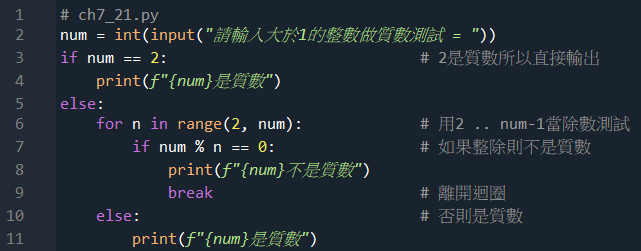 1 # ch7_21.py
2 num = int(input("請輸入大於1的整數做質數測試 = "))
3 if num == 2: # 2是質數所以直接輸出
4 print(f"{num}是質數")
5 else:
6 for n in range(2, num): # 用2 .. num-1當除數測試
7 if num % n == 0: # 如果整除則不是質數
8 print(f"{num}不是質數")
9 break # 離開迴圈
10 else: # 否則是質數
11 print(f"{num}是質數")